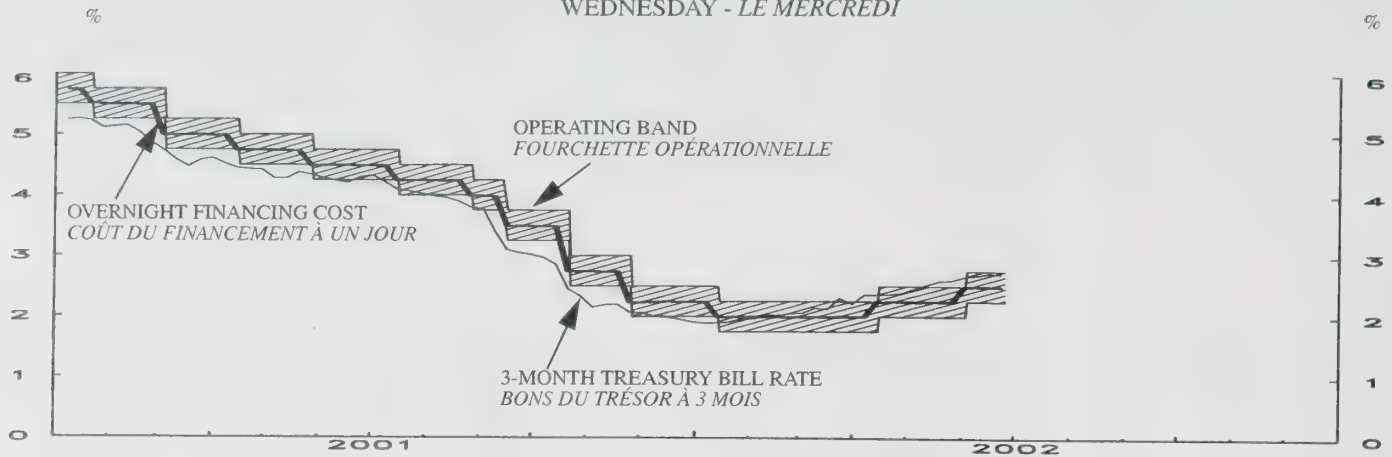 WEDNESDAY - LE MERCREDI
% %
6 6
5 5
OPERATING BAND
FOURCHETTE OPÉRATIONNELLE
4 4
OVERNIGHT FINANCING COST
COÛT DU FINANCEMENT À UN JOUR
3 3
2 2
3-MONTH TREASURY BILL RATE
BONS DU TRÉSOR À 3 MOIS
1 1
0 0
2001 2002